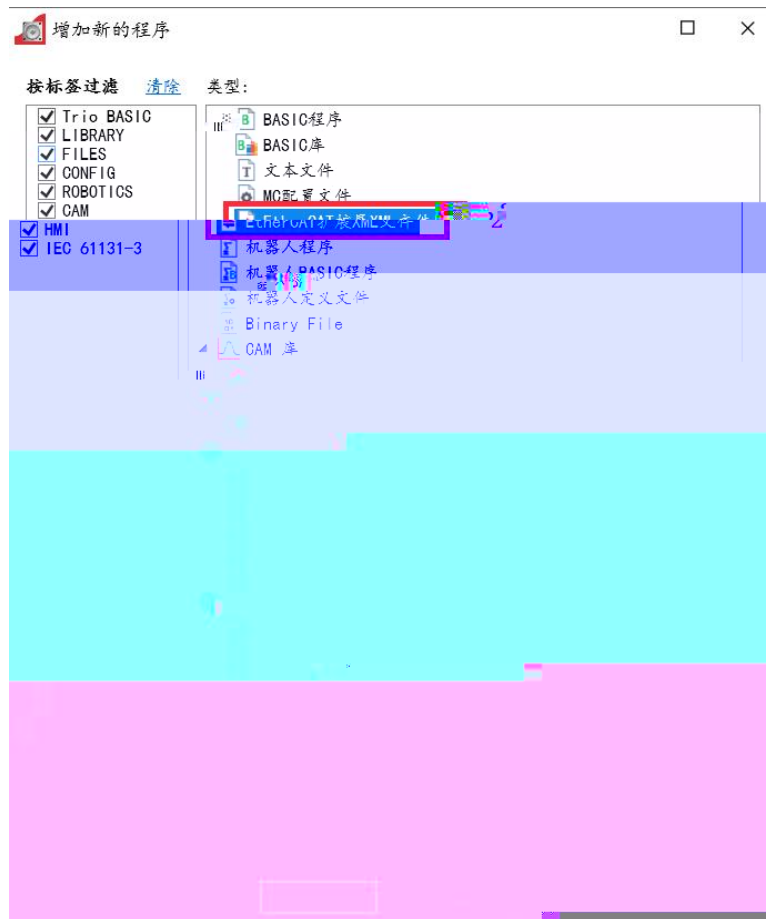 增加新的程序
按标签过滤 清除 类型:
Trio BASIC
LIBRARY
FILES
CONFIG
ROBOTICS
CAM
HMI
IEC 61131-3
BASIC程序
BASIC库
文本文件
MC配置文件
EtherCAT扩展XML文件
2
机器人程序
机器人BASIC程序
机器人定义文件
Binary File
CAM 库